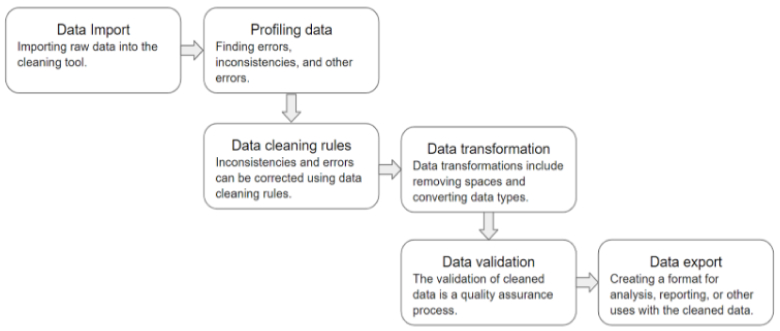 Data Import
Importing raw data into the
cleaning tool.
Profiling data
Finding errors,
inconsistencies, and other
errors.
Data cleaning rules
Inconsistencies and errors
can be corrected using data
cleaning rules.
Data transformation
Data transformations include
removing spaces and
converting data types.
Data validation
The validation of cleaned
data is a quality assurance
process.
Data export
Creating a format for
analysis, reporting, or other
uses with the cleaned data.